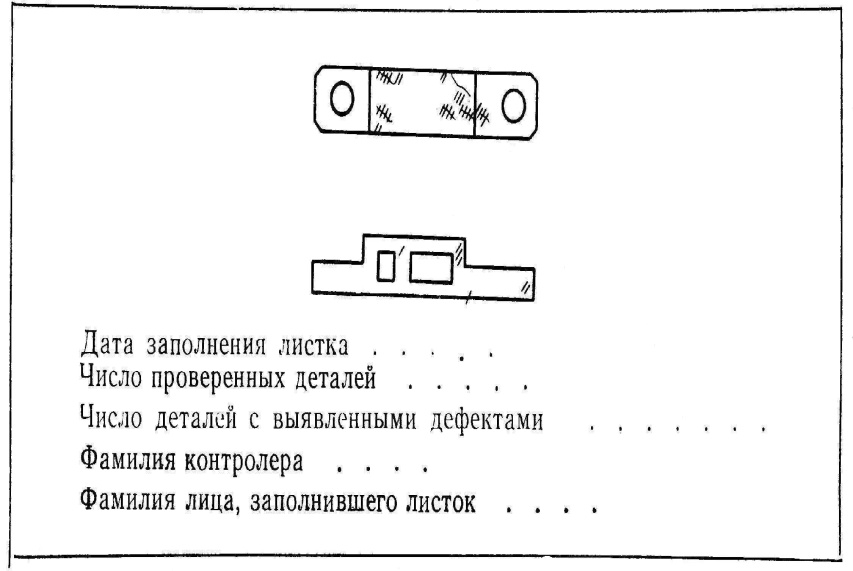 Дата заполнения листка . . . . .
Число проверенных деталей . . . . .
Число деталей с выявленными дефектами . . . . . . .
Фамилия контролера . . . .
Фамилия лица, заполнившего листок . . . .